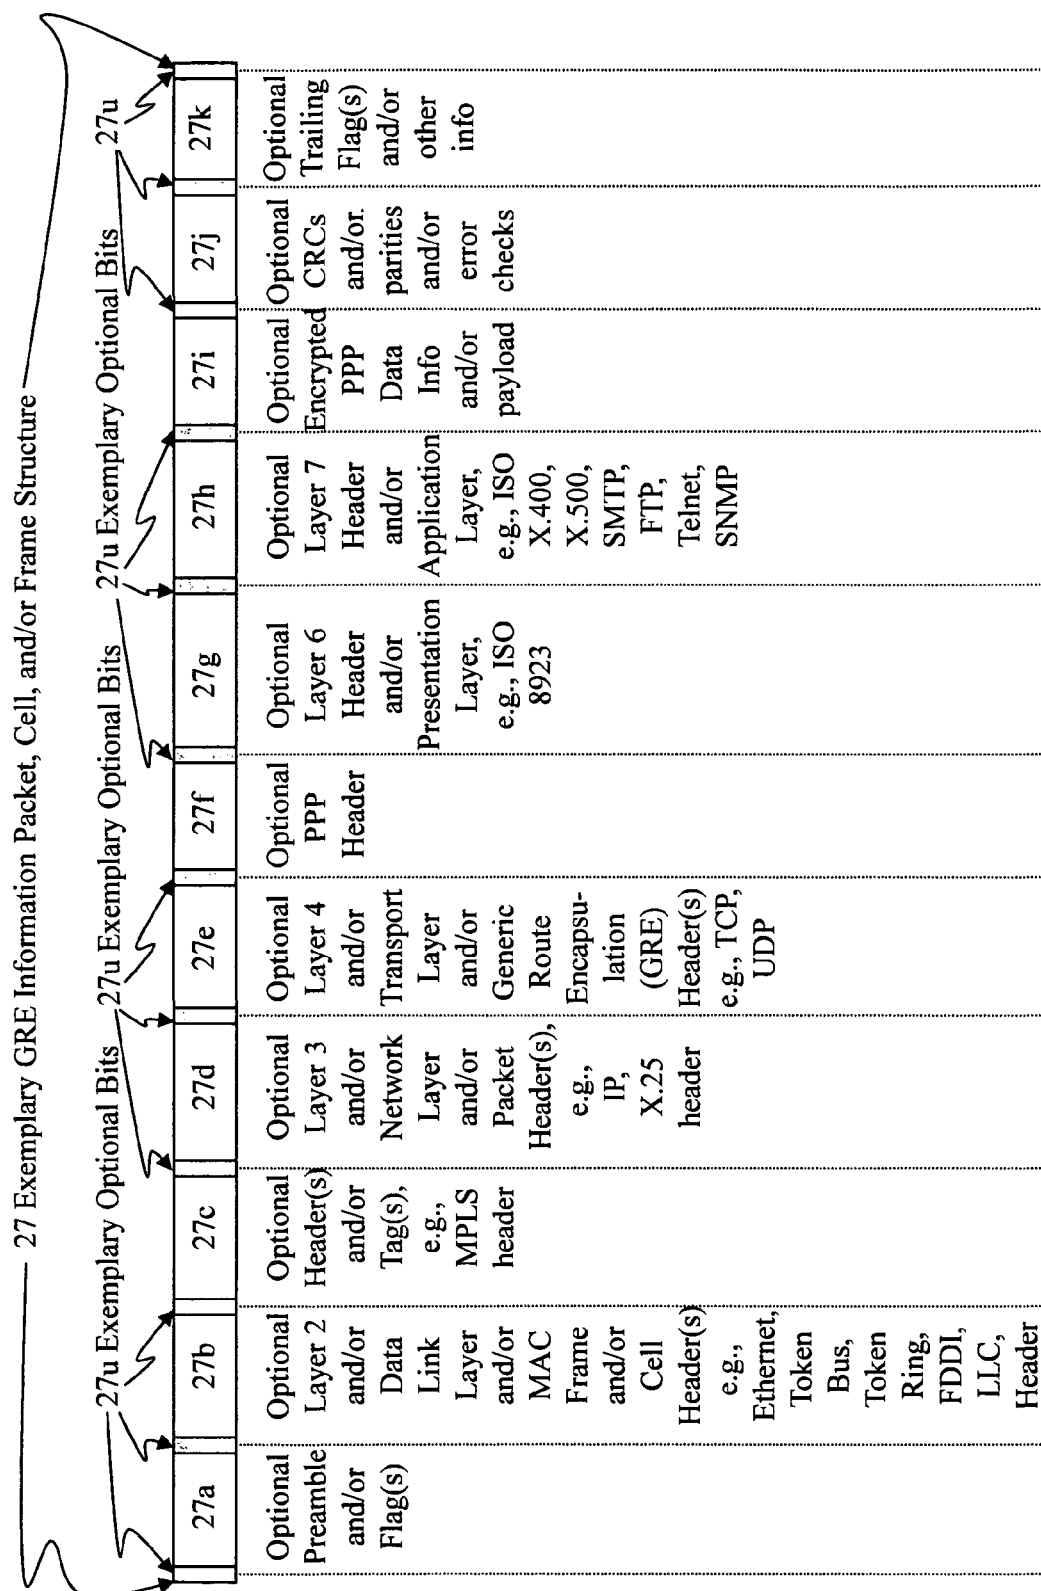 27 Exemplary GRE Information Packet, Cell, and/or Frame Structure
27u Exemplary Optional Bits
27u Exemplary Optional Bits
27u Exemplary Optional Bits
27u
27a
27b
27c
27d
27e
27f
27g
27h
27i
27j
27k
Optional
Preamble
and/or
Flag(s)
Optional
Layer 2
and/or
Data
Link
Layer
and/or
MAC
Frame
and/or
Cell
Header(s)
e.g.,
Ethernet,
Token
Bus,
Token
Ring,
FDDI,
LLC,
Header
Optional
Header(s)
and/or
Tag(s),
e.g.,
MPLS
header
Optional
Layer 3
and/or
Network
Layer
and/or
Packet
Header(s),
e.g.,
IP,
X.25
header
Optional
Layer 4
and/or
Transport
Layer
and/or
Generic
Route
Encapsu-
lation
(GRE)
Header(s)
e.g., TCP,
UDP
Optional
PPP
Header
Optional
Layer 6
Header
and/or
Presentation
Layer,
e.g., ISO
8923
Optional
Layer 7
Header
and/or
Application
Layer,
e.g., ISO
X.400,
X.500,
SMTP,
FTP,
Telnet,
SNMP
Optional
Encrypted
PPP
Data
Info
and/or
payload
Optional
CRCs
and/or.
parities
and/or
error
checks
Optional
Trailing
Flag(s)
and/or
other
info